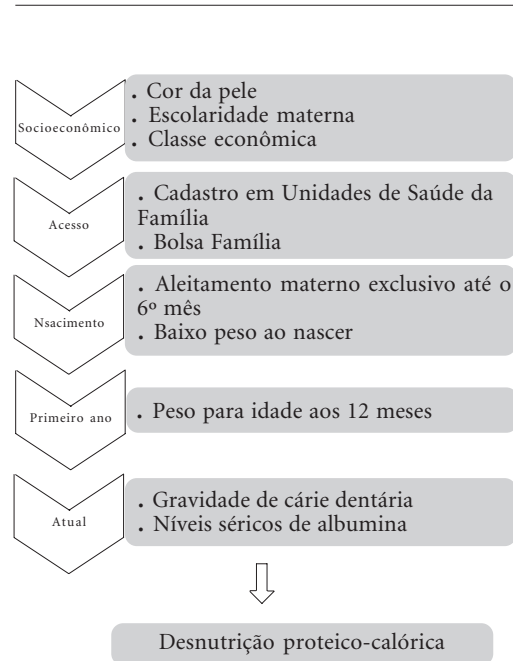 Socioeconômico
. Cor da pele
. Escolaridade materna
. Classe econômica
Acesso
. Cadastro em Unidades de Saúde da
Família
. Bolsa Família
Nsacimento
. Aleitamento materno exclusivo até o
6º mês
. Baixo peso ao nascer
Primeiro ano
. Peso para idade aos 12 meses
Atual
. Gravidade de cárie dentária
. Níveis séricos de albumina
Desnutrição proteico-calórica